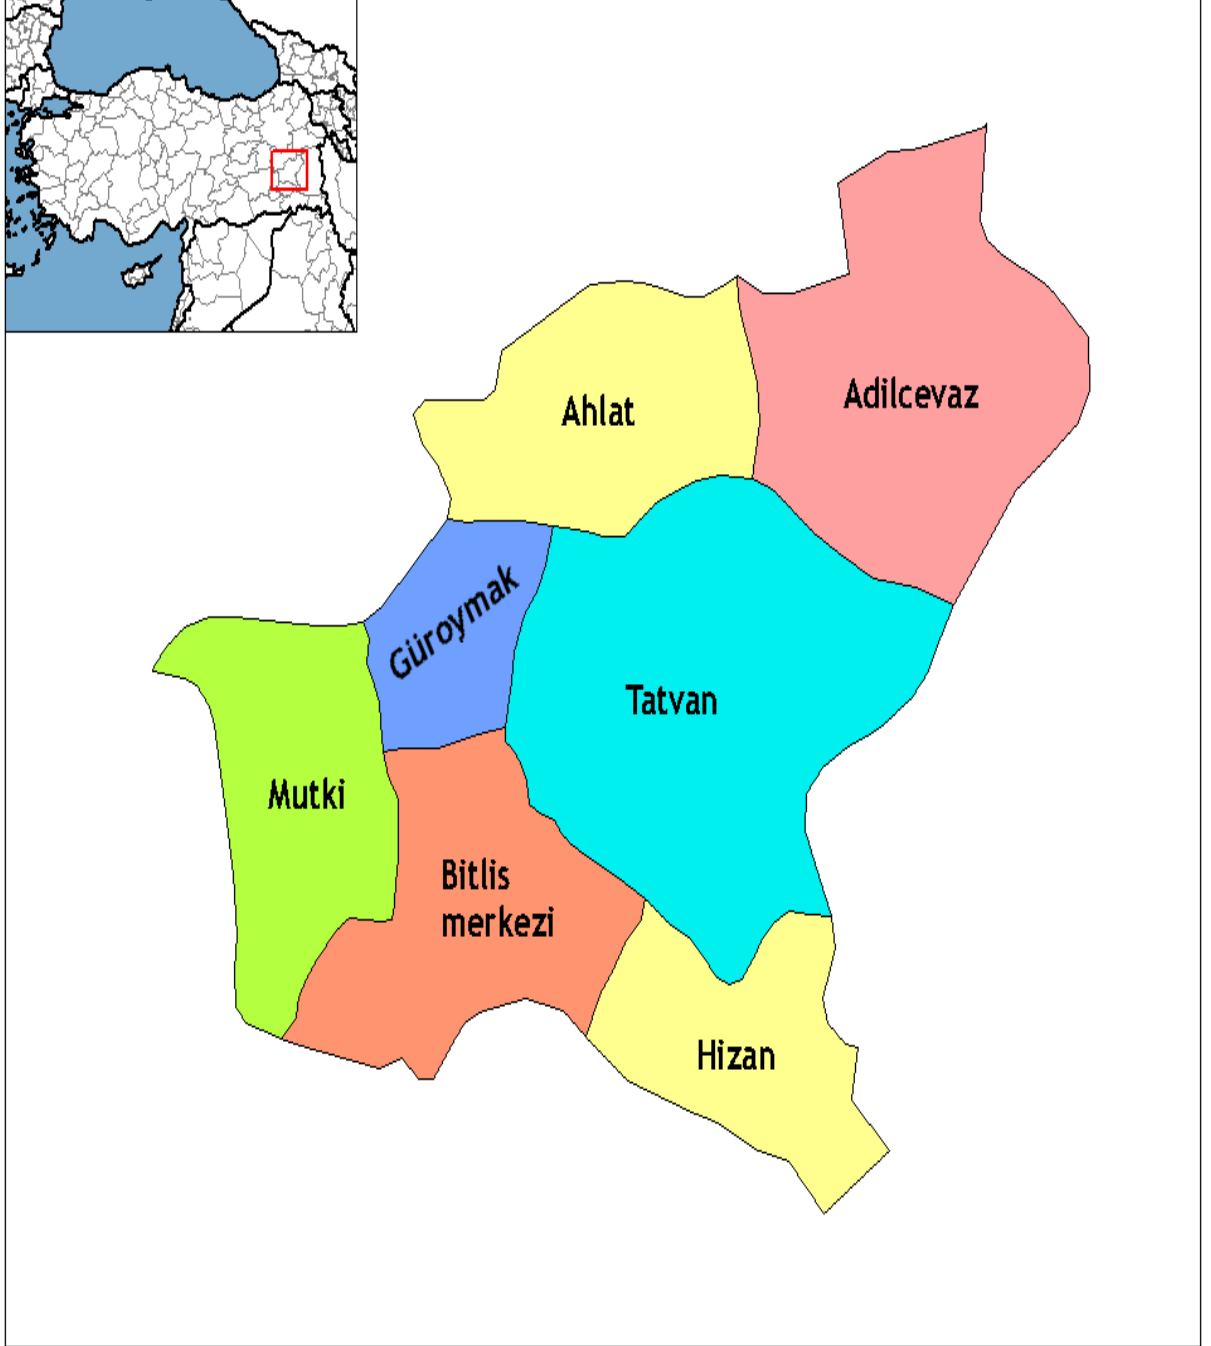 Adilcevaz
Ahlat
Güroymak
Tatvan
Mutki
Bitlis
merkezi
Hizan